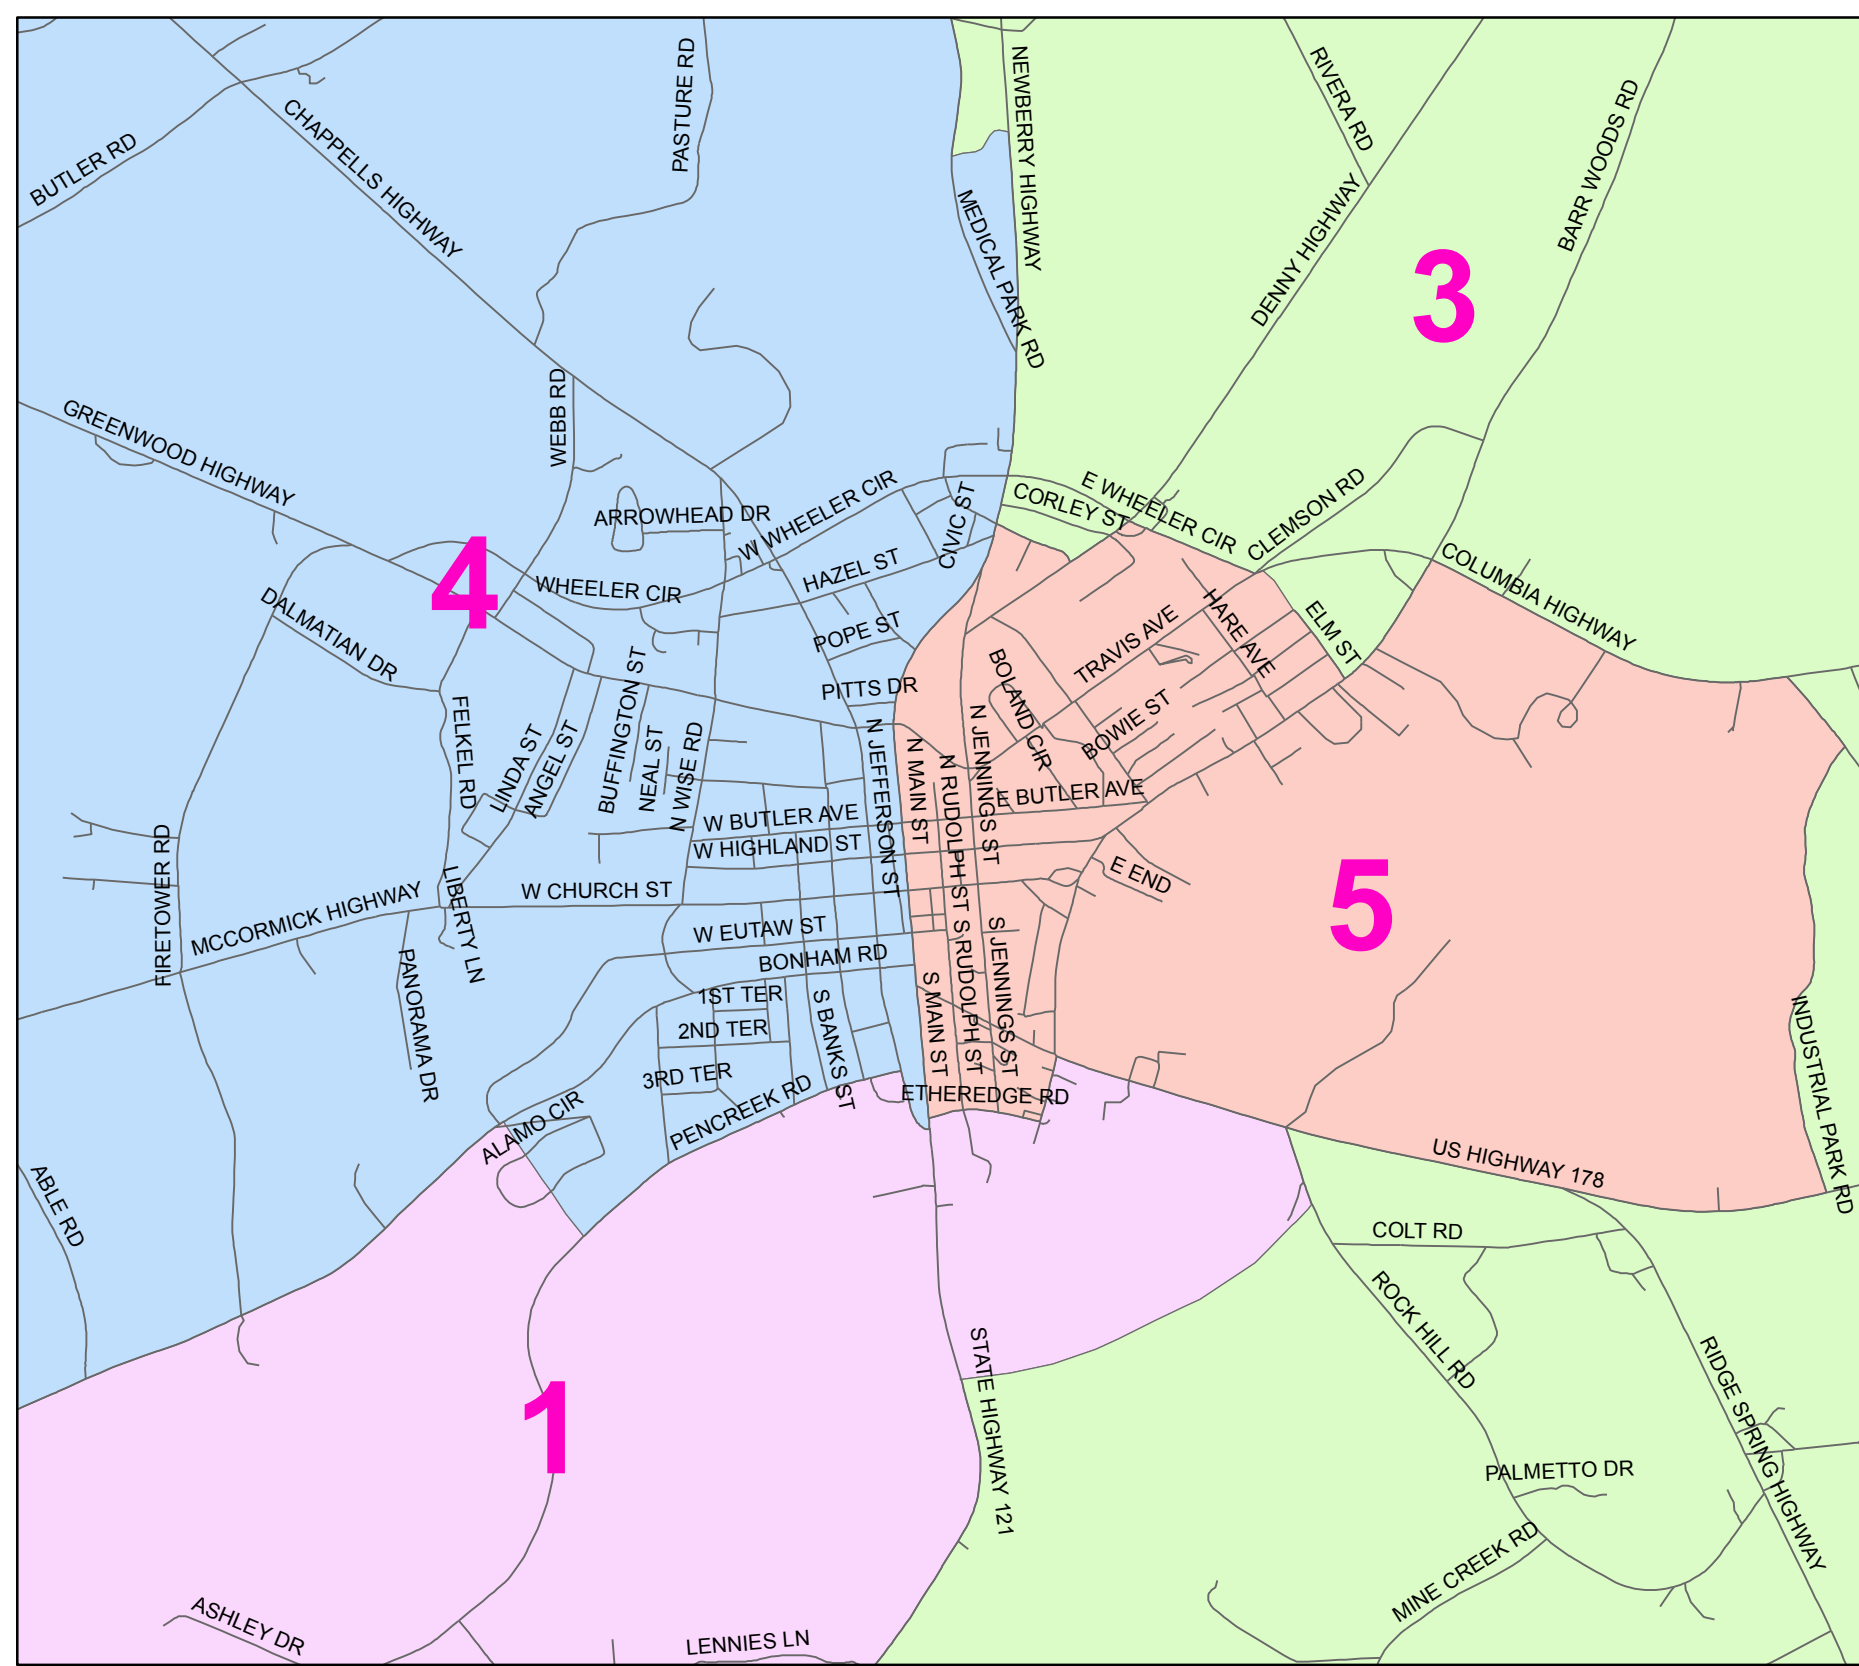 NEWBERRY HIGHWAY
RIVERA RD
PASTURE RD
BARR WOODS RD
CHAPPELLS HIGHWAY
BUTLER RD
MEDICAL PARK RD
DENNY HIGHWAY
3
WEBB RD
GREENWOOD HIGHWAY
E WHEELER CIR
CORLEY ST
CLEMSON RD
W WHEELER CIR
ARROWHEAD DR
CIVIC ST
COLUMBIA HIGHWAY
4
HAZEL ST
WHEELER CIR
DALMATIAN DR
HARE AVE
ELM ST
TRAVIS AVE
POPE ST
BOLAND CIR
BUFFINGTON ST
PITTS DR
BOWIE ST
FELKEL RD
LINDA ST
ANGEL ST
NEAL ST
N WISE RD
N JEFFERSON ST
N MAIN ST
N RUDOLPH ST
N JENNINGS ST
E BUTLER AVE
W BUTLER AVE
W HIGHLAND ST
FIRETOWER RD
E END
5
LIBERTY LN
W CHURCH ST
MCCORMICK HIGHWAY
W EUTAW ST
S RUDOLPH ST
S JENNINGS ST
PANORAMA DR
BONHAM RD
S MAIN ST
1ST TER
S BANKS ST
2ND TER
INDUSTRIAL PARK RD
3RD TER
ETHEREDGE RD
PENCREEK RD
ALAMO CIR
US HIGHWAY 178
ABLE RD
COLT RD
ROCK HILL RD
STATE HIGHWAY 121
RIDGE SPRING HIGHWAY
1
PALMETTO DR
MINE CREEK RD
ASHLEY DR
LENNIES LN